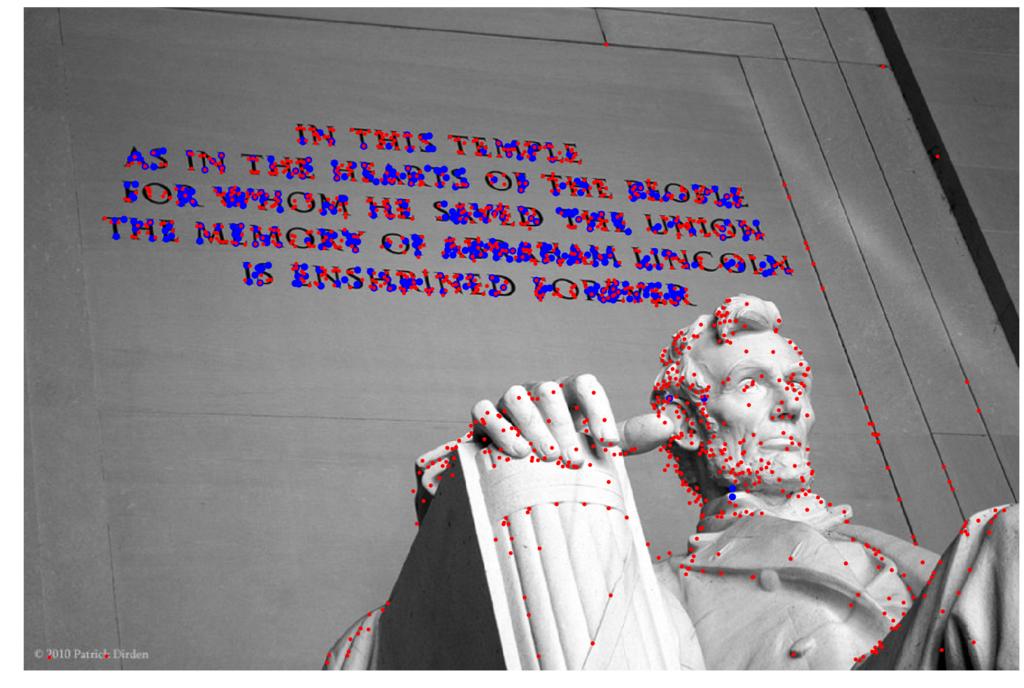 IN THIS TEMPLE
AS IN THE HEARTS OF THE PEOPLE
FOR WHOM HE SAVED THE UNION
THE MEMORY OF ABRAHAM LINCOLN
IS ENSHRINED FOREVER
© 2010 Patrick Dirden